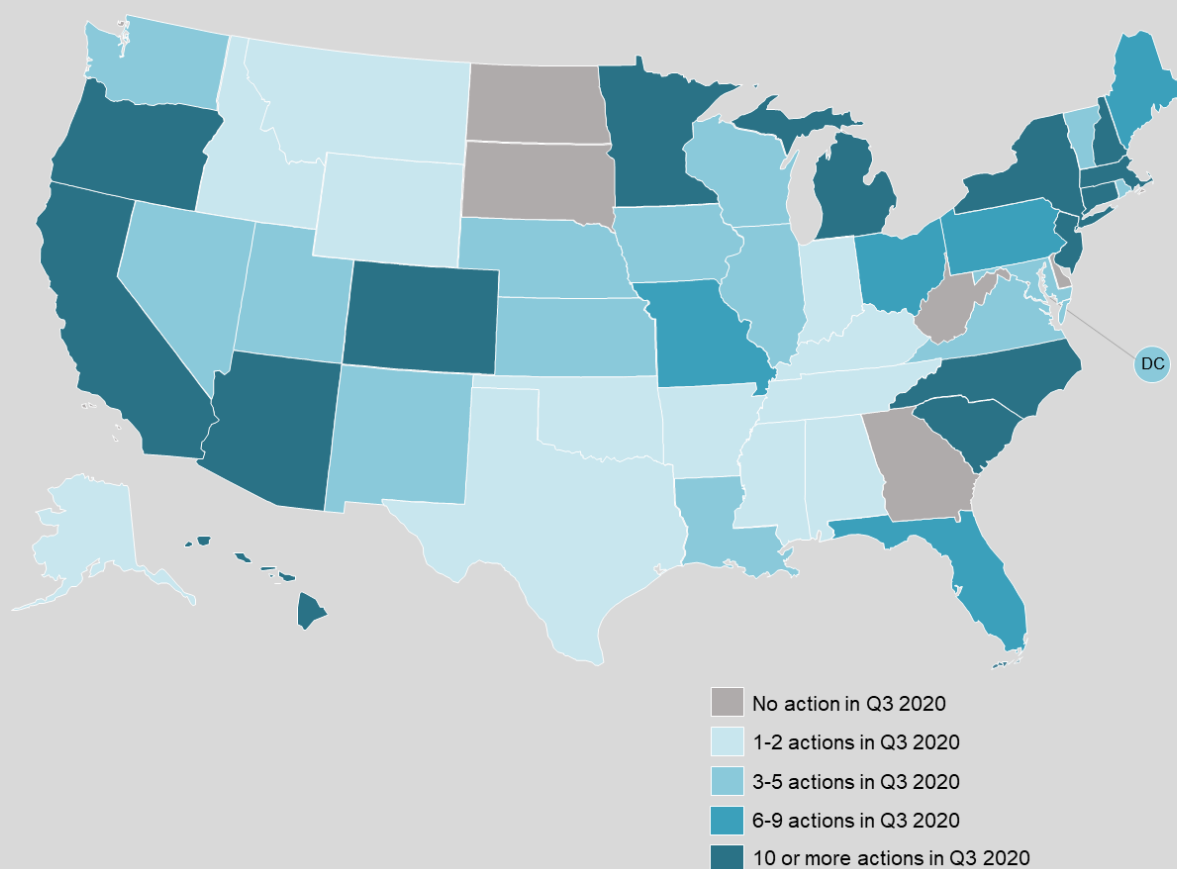 DC
No action in Q3 2020
1-2 actions in Q3 2020
3-5 actions in Q3 2020
6-9 actions in Q3 2020
10 or more actions in Q3 2020